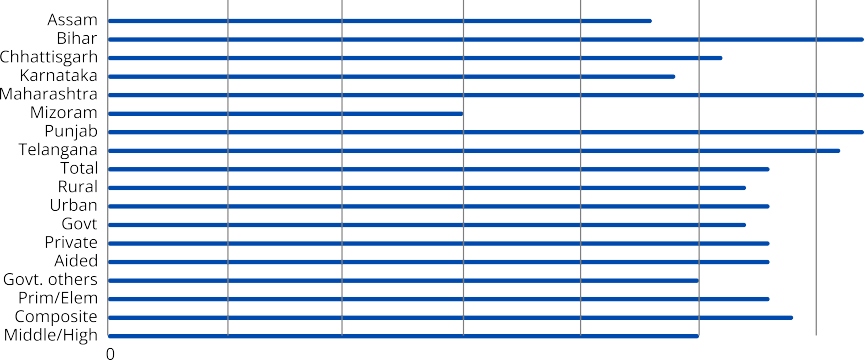 Assam
Bihar
Chhattisgarh
Karnataka
Maharashtra
Mizoram
Punjab
Telangana
Total
Rural
Urban
Govt
Private
Aided
Govt. others
Prim/Elem
Composite
Middle/High
0